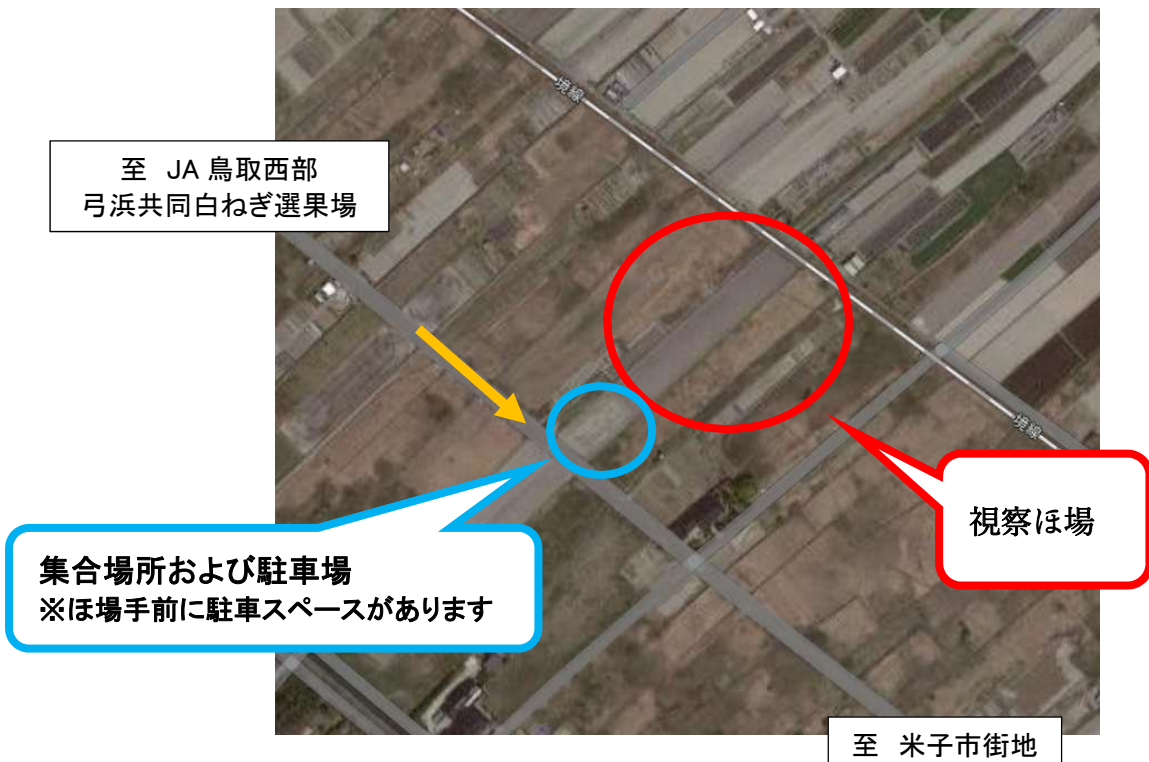 境線
至 JA 鳥取西部
弓浜共同白ねぎ選果場
境線
視察ほ場
集合場所および駐車場
※ほ場手前に駐車スペースがあります
至 米子市街地